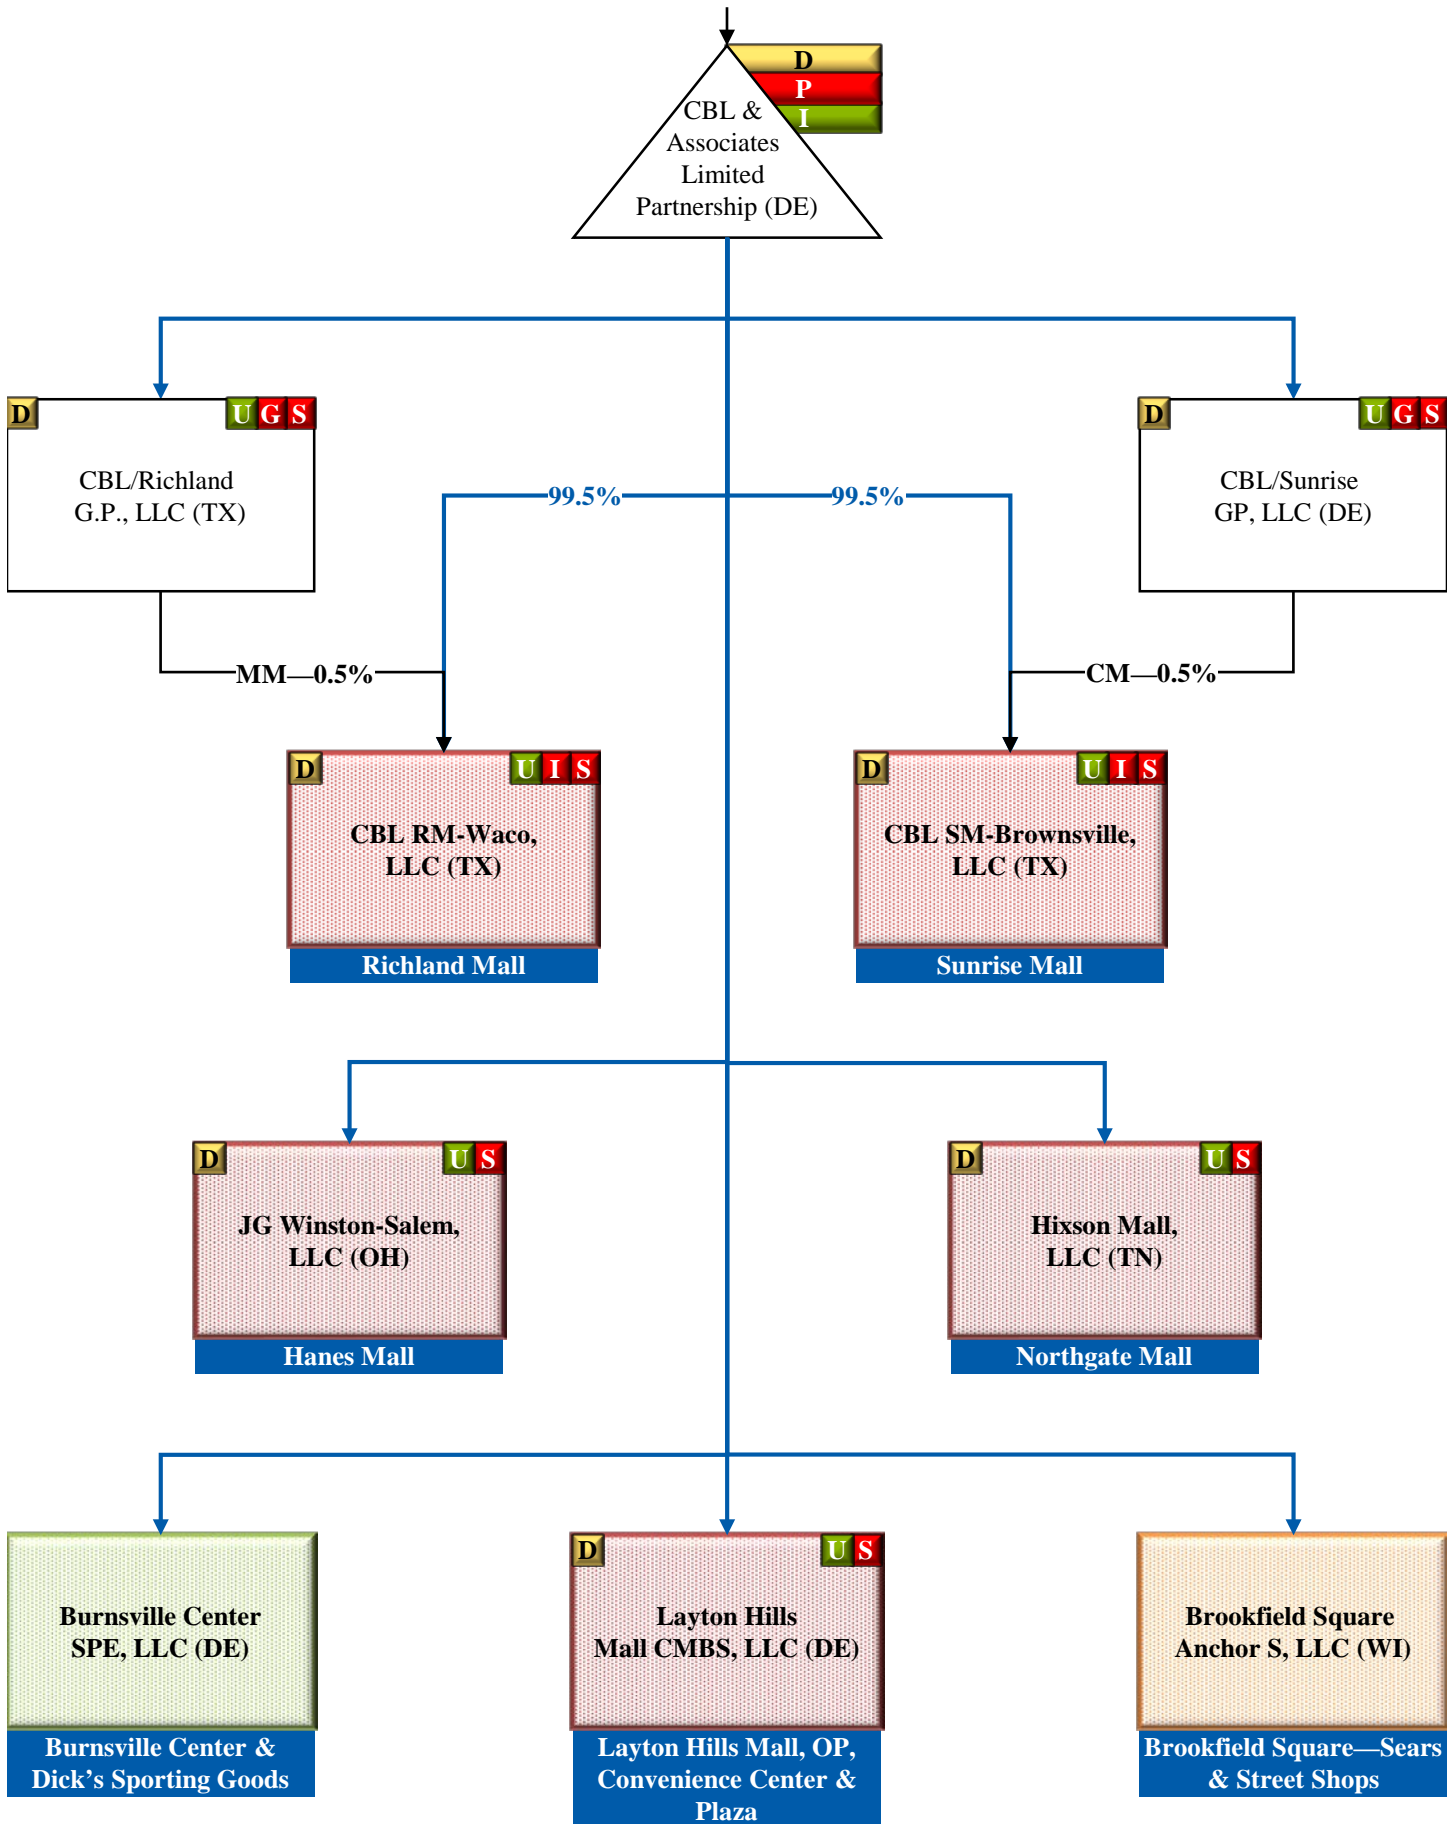 D
P
I
CBL &
Associates
Limited
Partnership (DE)
D
U G S
CBL/Richland
G.P., LLC (TX)
D
U G S
CBL/Sunrise
GP, LLC (DE)
99.5%
99.5%
MM—0.5%
CM—0.5%
D
U I S
CBL RM-Waco,
LLC (TX)
Richland Mall
D
U I S
CBL SM-Brownsville,
LLC (TX)
Sunrise Mall
D
U S
JG Winston-Salem,
LLC (OH)
Hanes Mall
D
U S
Hixson Mall,
LLC (TN)
Northgate Mall
Burnsville Center
SPE, LLC (DE)
Burnsville Center &
Dick's Sporting Goods
D
U S
Layton Hills
Mall CMBS, LLC (DE)
Layton Hills Mall, OP,
Convenience Center &
Plaza
Brookfield Square
Anchor S, LLC (WI)
Brookfield Square—Sears
& Street Shops